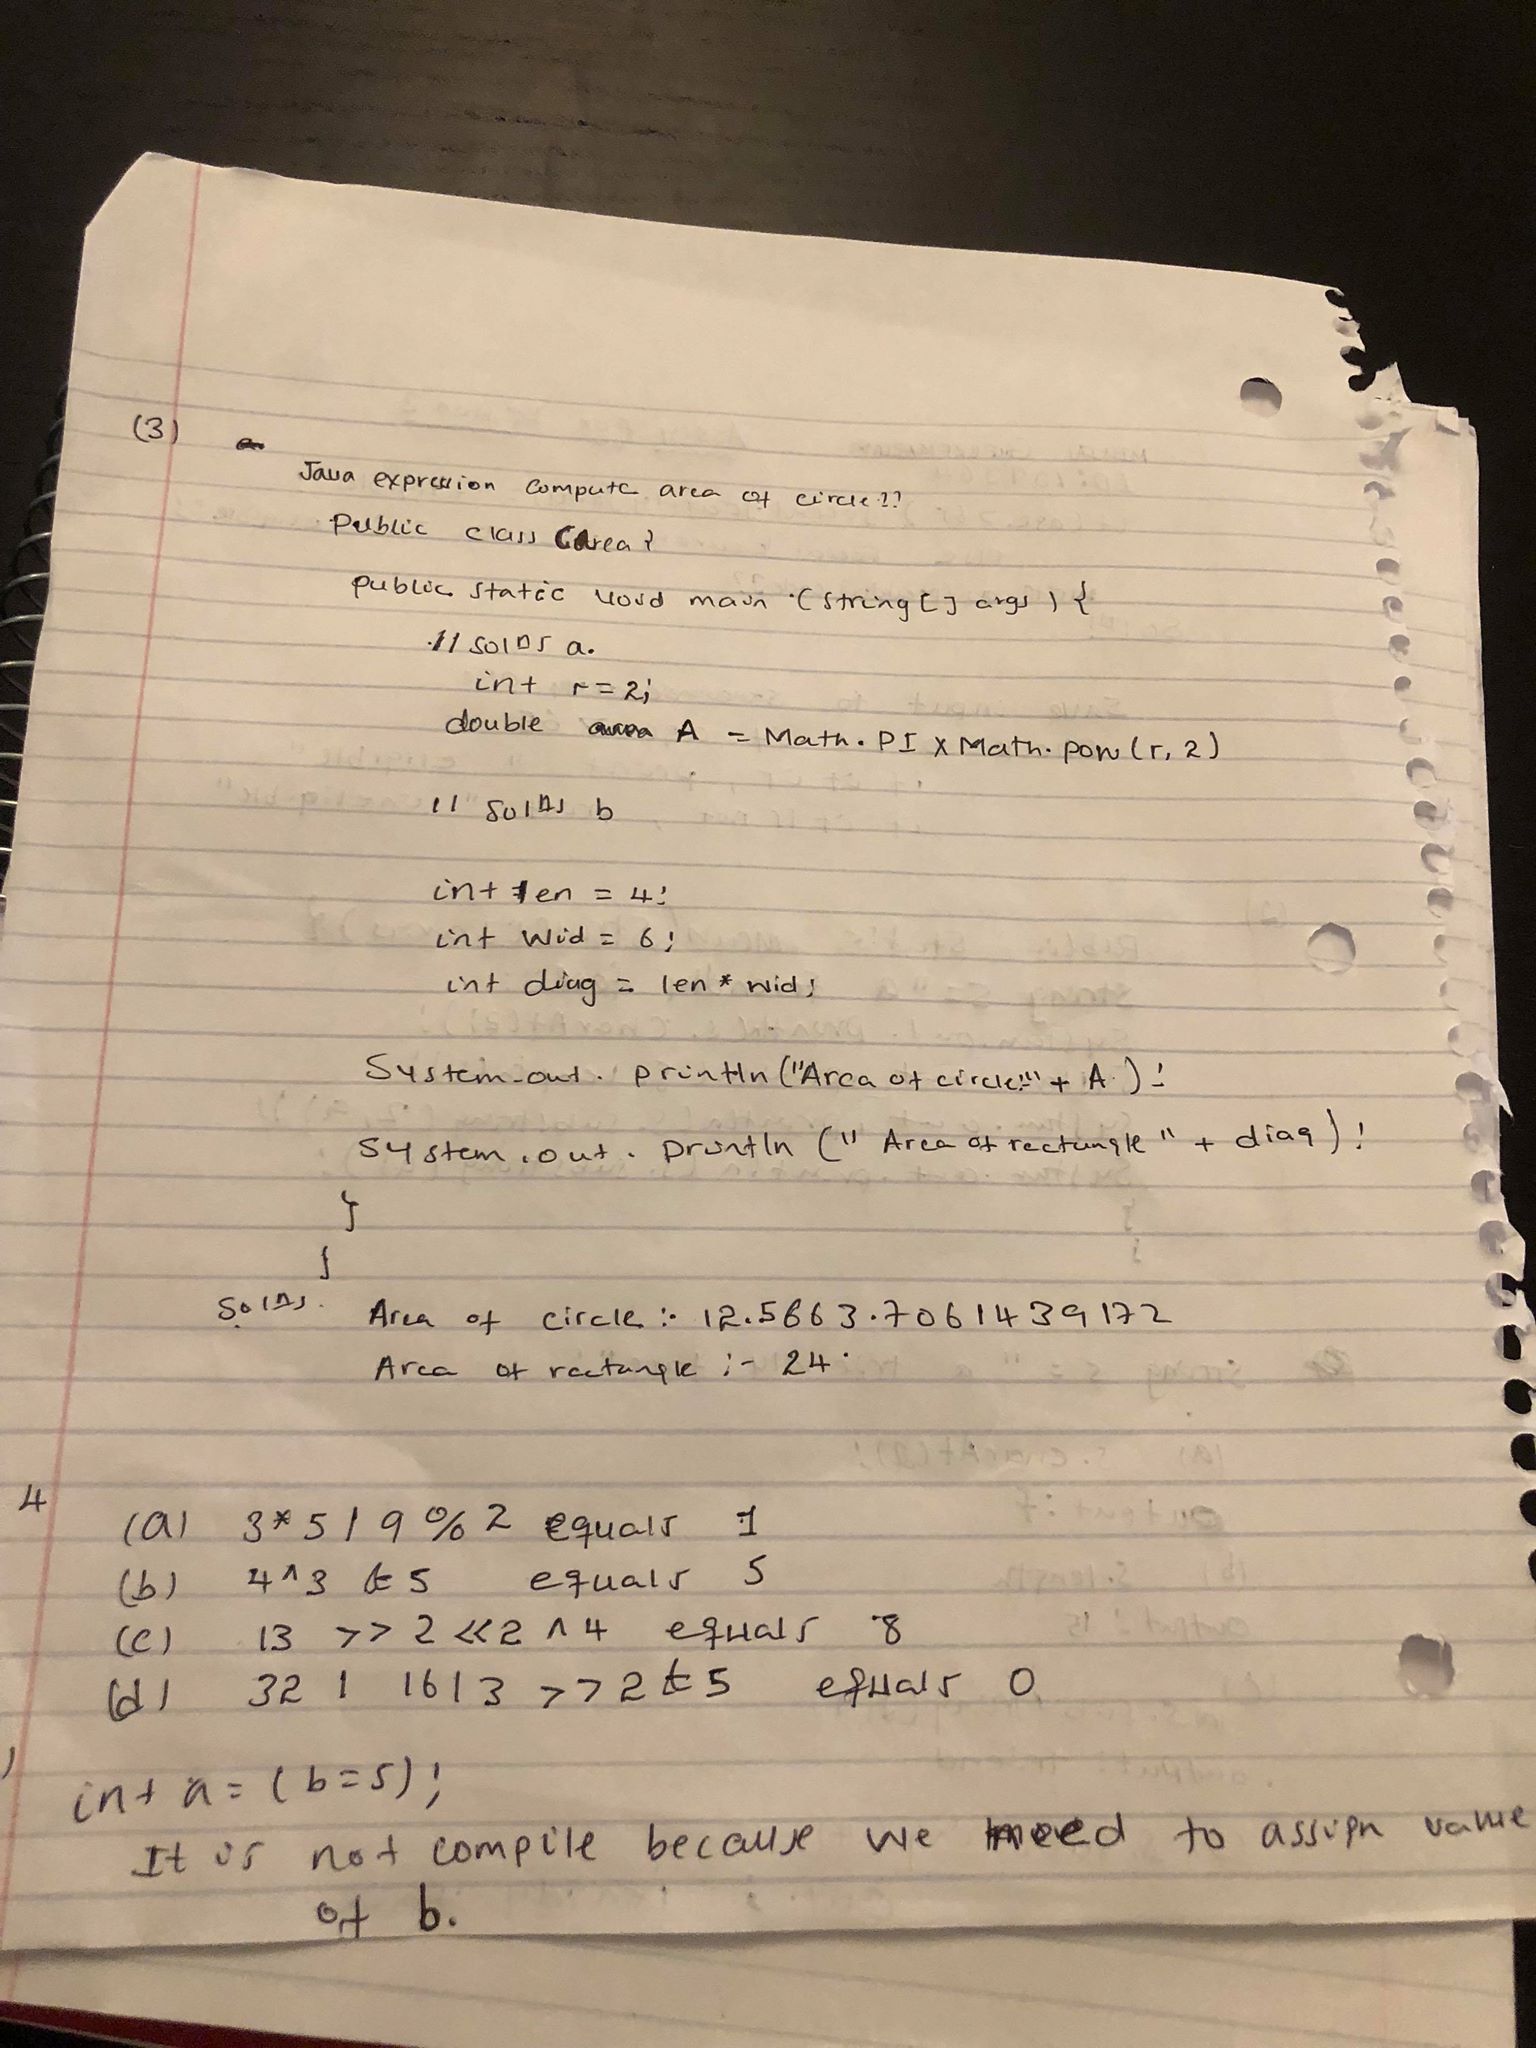 (3)
Java expression compute area of circle??
Public class CArea {
public static void main (String [] args) {
// soln's a.
int r = 2;
double A = Math.PI x Math.pow (r, 2)
// soln's b
int len = 4;
int wid = 6;
int diag = len * wid;
System.out.println ("Area of circle:" + A);
System.out.println (" Area of rectangle " + diag);
}
}
Soln's. Area of circle :- 12.5663.7061439172
Area of rectangle :- 24.
4
(a) 3*5 / 9 % 2 equals 1
(b) 4^3 & 5 equals 5
(c) 13 >> 2 << 2 ^ 4 equals 8
(d) 32 | 16 | 3 >> 2 & 5 equals 0
int a = (b=5);
It is not compile because we need to assign value
of b.